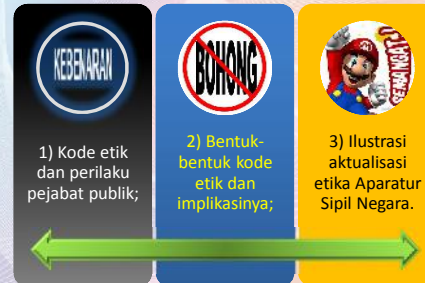 KEBENARAN
1) Kode etik
dan perilaku
pejabat publik;
BOHONG
2) Bentuk-
bentuk kode
etik dan
implikasinya;
3) Ilustrasi
aktualisasi
etika Aparatur
Sipil Negara.